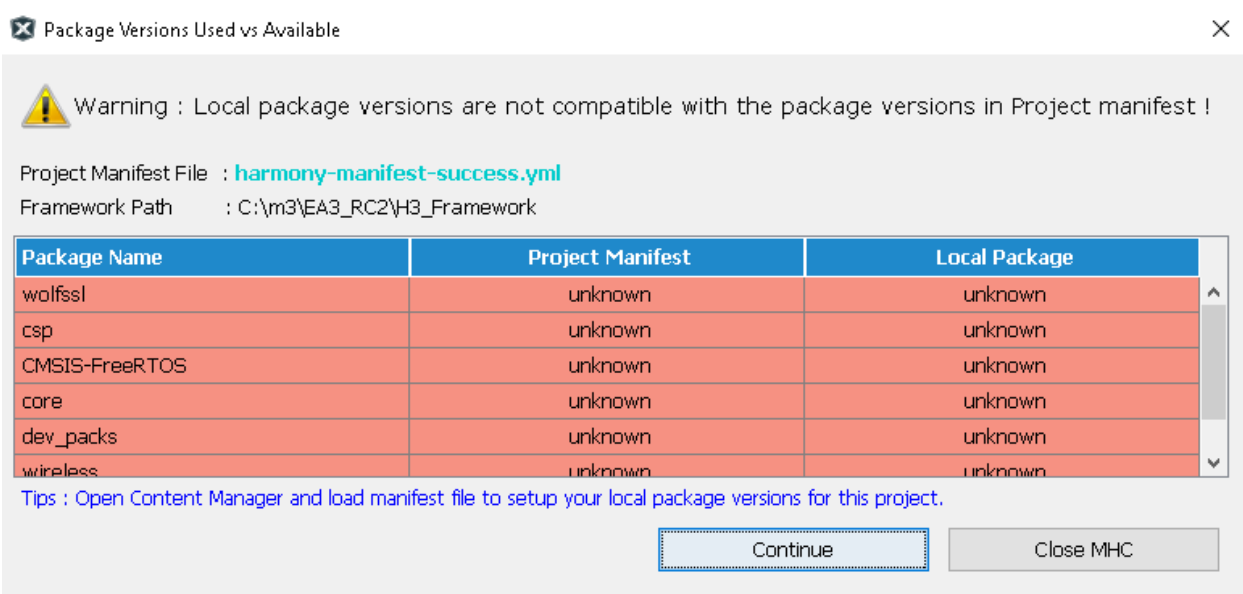 Package Versions Used vs Available
Warning : Local package versions are not compatible with the package versions in Project manifest !
Project Manifest File : harmony-manifest-success.yml
Framework Path : C:\m3\EA3_RC2\H3_Framework
Package Name Project Manifest Local Package
wolfssl unknown unknown
csp unknown unknown
CMSIS-FreeRTOS unknown unknown
core unknown unknown
dev_packs unknown unknown
wireless unknown unknown
Tips : Open Content Manager and load manifest file to setup your local package versions for this project.
Continue Close MHC